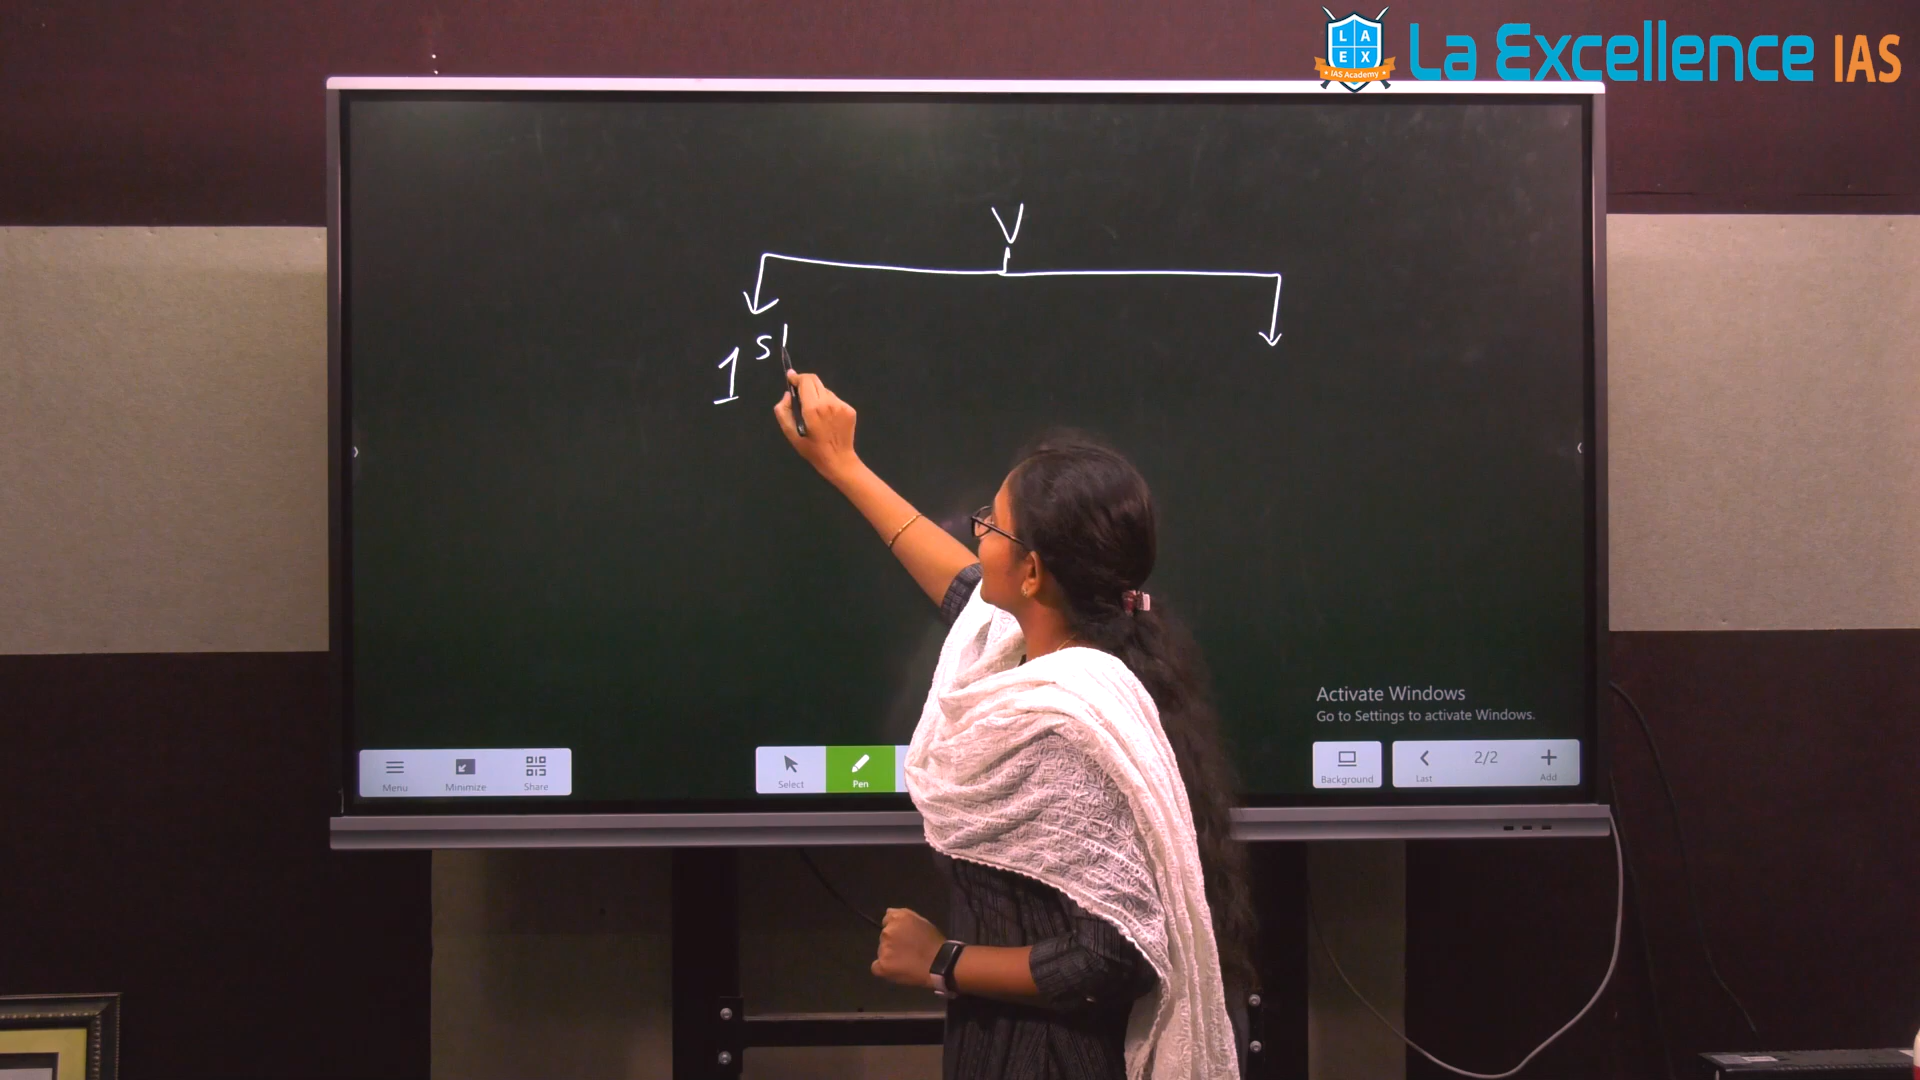 L A
E X
IAS Academy
La Excellence IAS
V
1 s
Activate Windows
Go to Settings to activate Windows.
Menu
Minimize
Share
Select
Pen
Background
Last
2/2
Add